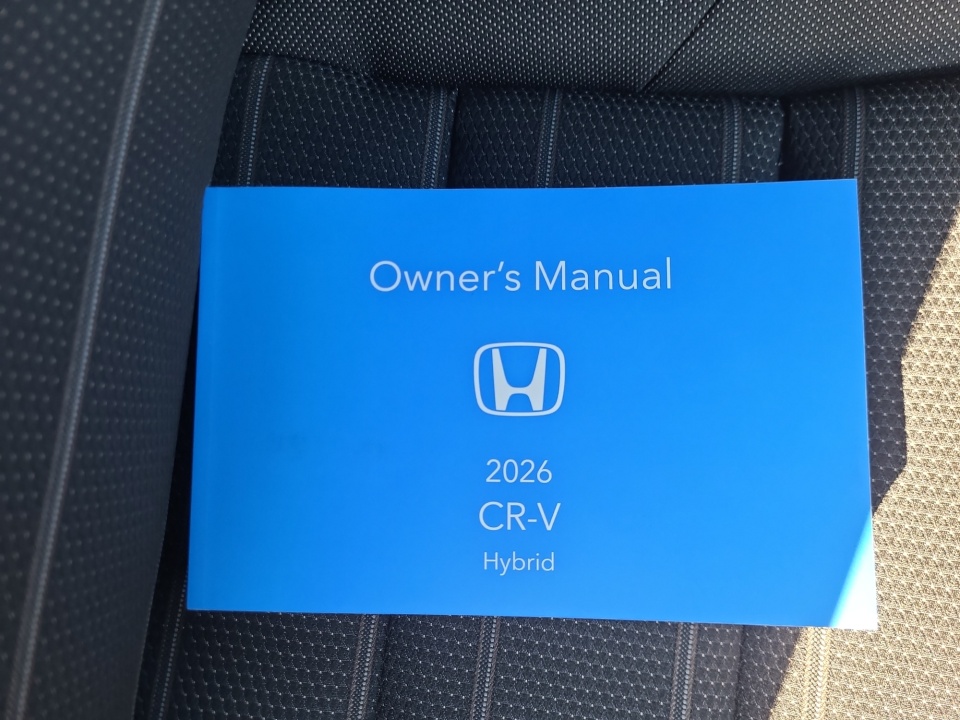 Owner's Manual
2026
CR-V
Hybrid